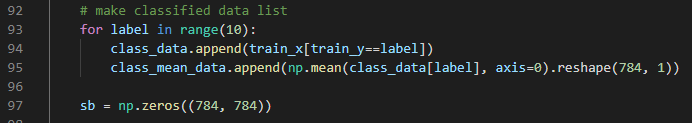 92 # make classified data list
93 for label in range(10):
94 class_data.append(train_x[train_y==label])
95 class_mean_data.append(np.mean(class_data[label], axis=0).reshape(784, 1))
96
97 sb = np.zeros((784, 784))